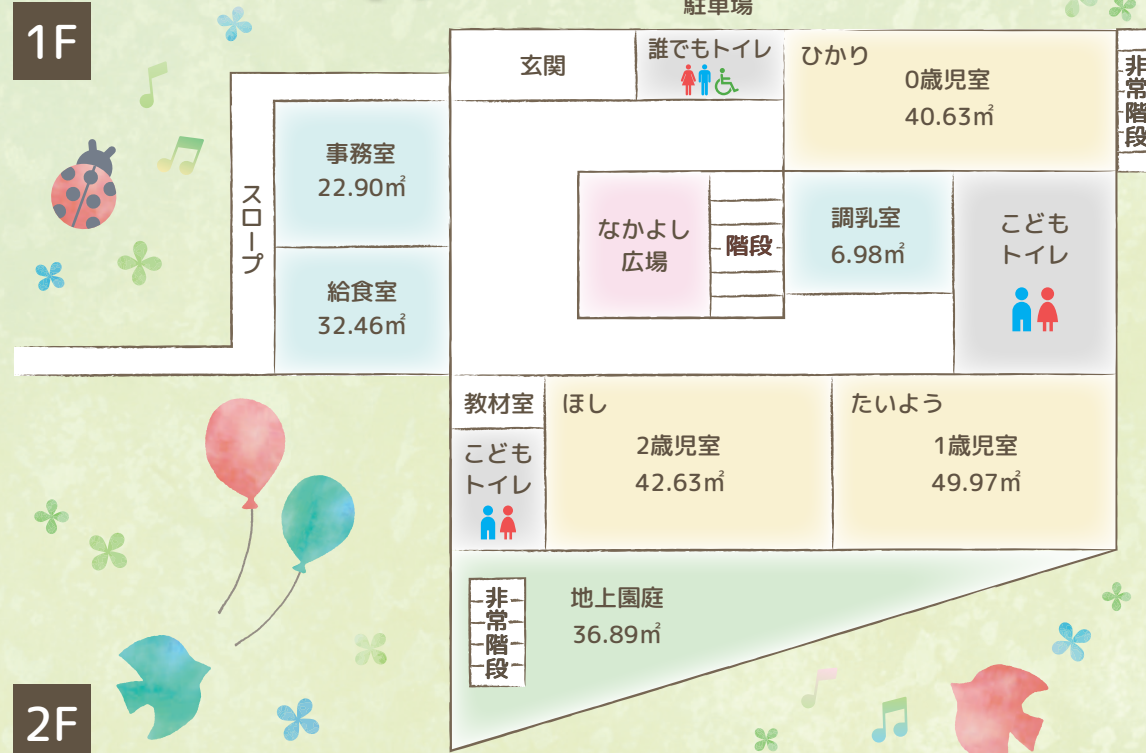 1F
駐車場
玄関
誰でもトイレ
ひかり
0歳児室
40.63㎡
非常階段
事務室
22.90㎡
スロープ
給食室
32.46㎡
なかよし
広場
階段
調乳室
6.98㎡
こども
トイレ
教材室
こども
トイレ
ほし
2歳児室
42.63㎡
たいよう
1歳児室
49.97㎡
非常階段
地上園庭
36.89㎡
2F